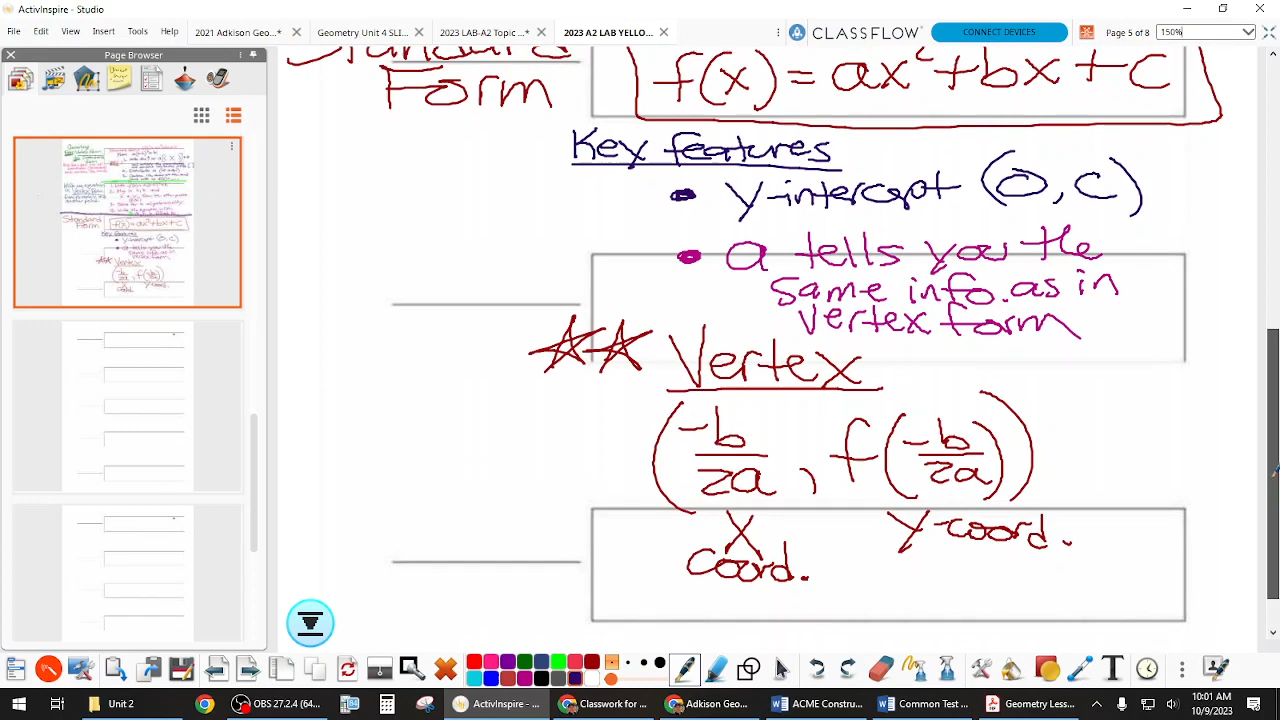 ActivInspire - Studio
File Edit View Insert Tools Help
2021 Adkison Geo... *
Geometry Unit #SLI...
2023 LAB-A2 Topic ... *
2023 A2 LAB YELLO...
CLASSFLOW
CONNECT DEVICES
Page 5 of 8
150%
Page Browser
Standard
Form
f(x) = ax²+bx+c
Key features
• y-intercept (0, c)
• a tells you the
same info. as in
vertex form
Vertex
(-b/2a, f(-b/2a))
X
coord.
y-coord.
Unit 2
OBS 27.2.4 (64...
ActivInspire - Stu...
Classwork for ...
Adkison Geom...
ACME Constru...
Common Test ...
Geometry Less...
10:01 AM
10/9/2023